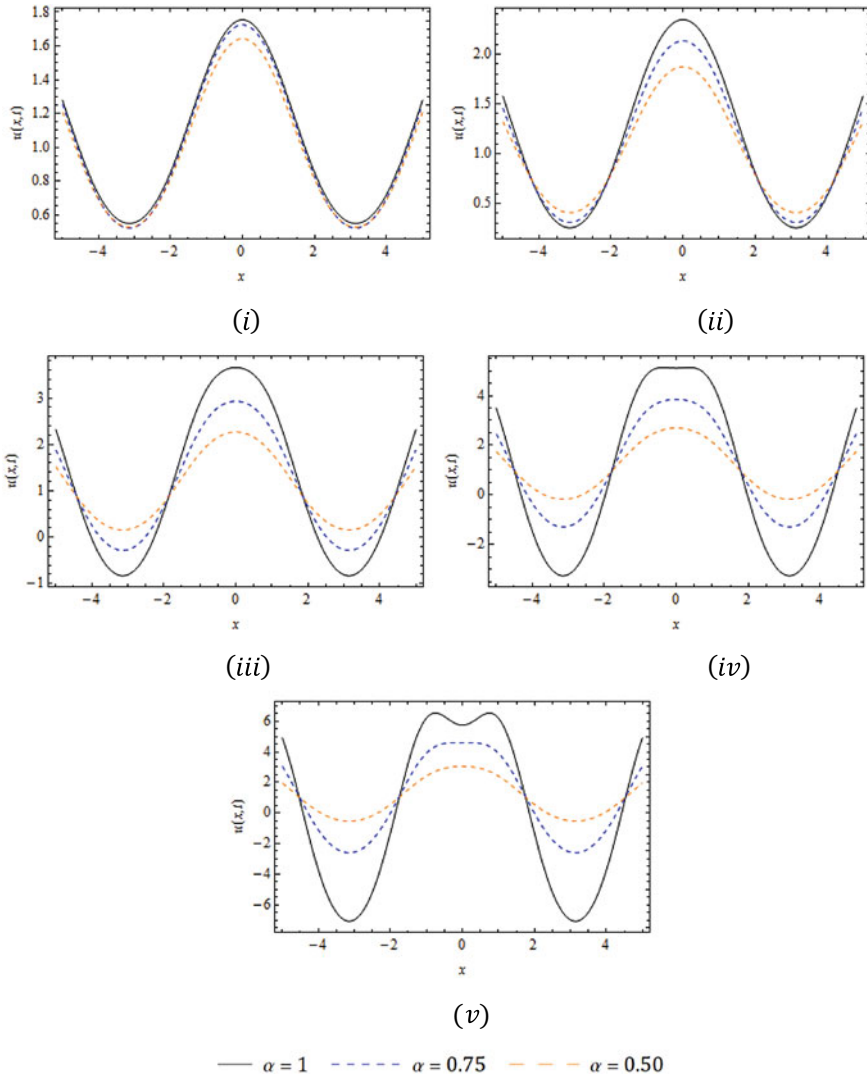 1.8
1.6
1.4
1.2
1.0
0.8
0.6
u(x,t)
−4 −2 0 2 4
x
(i)
2.0
1.5
1.0
0.5
u(x,t)
−4 −2 0 2 4
x
(ii)
3
2
1
0
−1
u(x,t)
−4 −2 0 2 4
x
(iii)
4
2
0
−2
u(x,t)
−4 −2 0 2 4
x
(iv)
6
4
2
0
−2
−4
−6
u(x,t)
−4 −2 0 2 4
x
(v)
α = 1 α = 0.75 α = 0.50